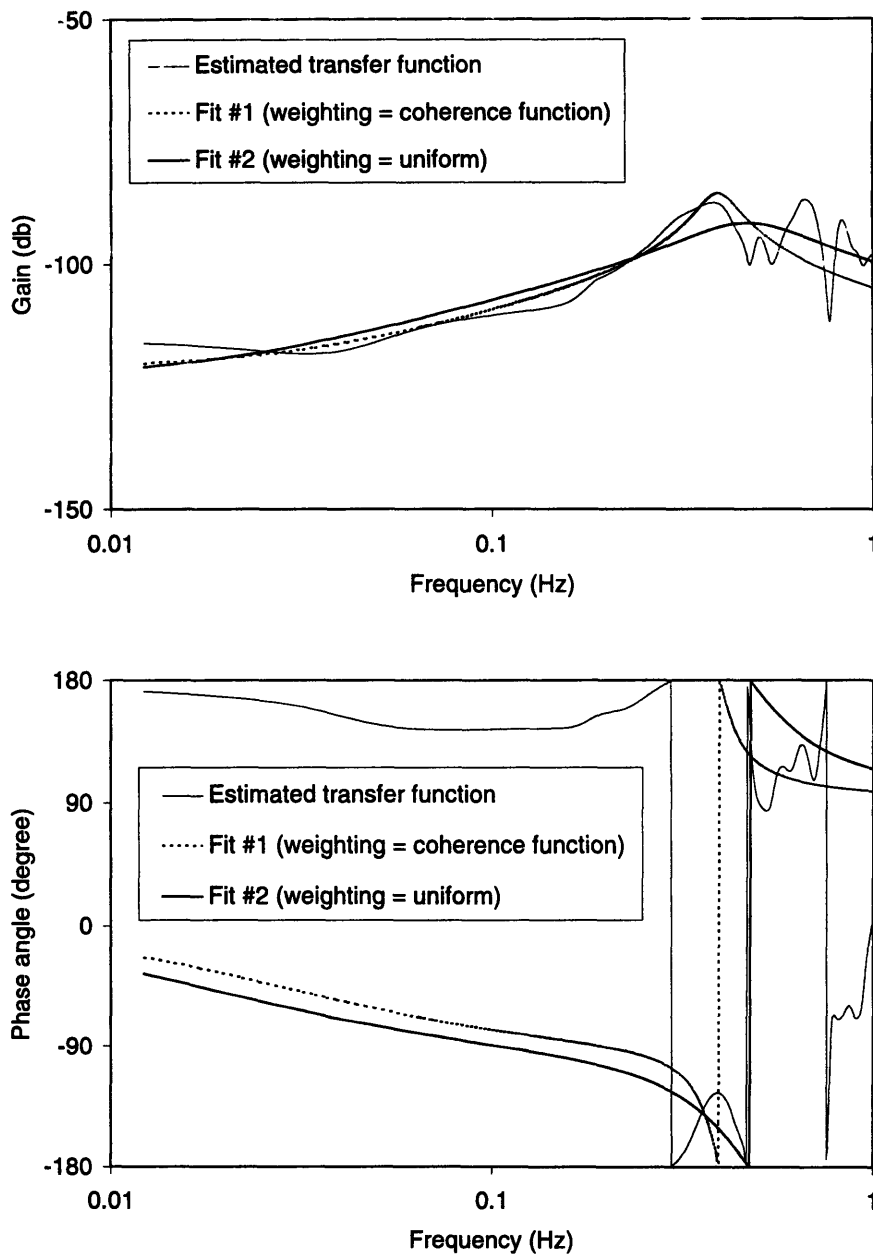 -50
Estimated transfer function
Fit #1 (weighting = coherence function)
Fit #2 (weighting = uniform)
Gain (db)
-100
-150
0.01
0.1
1
Frequency (Hz)
180
90
Estimated transfer function
Fit #1 (weighting = coherence function)
Fit #2 (weighting = uniform)
Phase angle (degree)
0
-90
-180
0.01
0.1
1
Frequency (Hz)